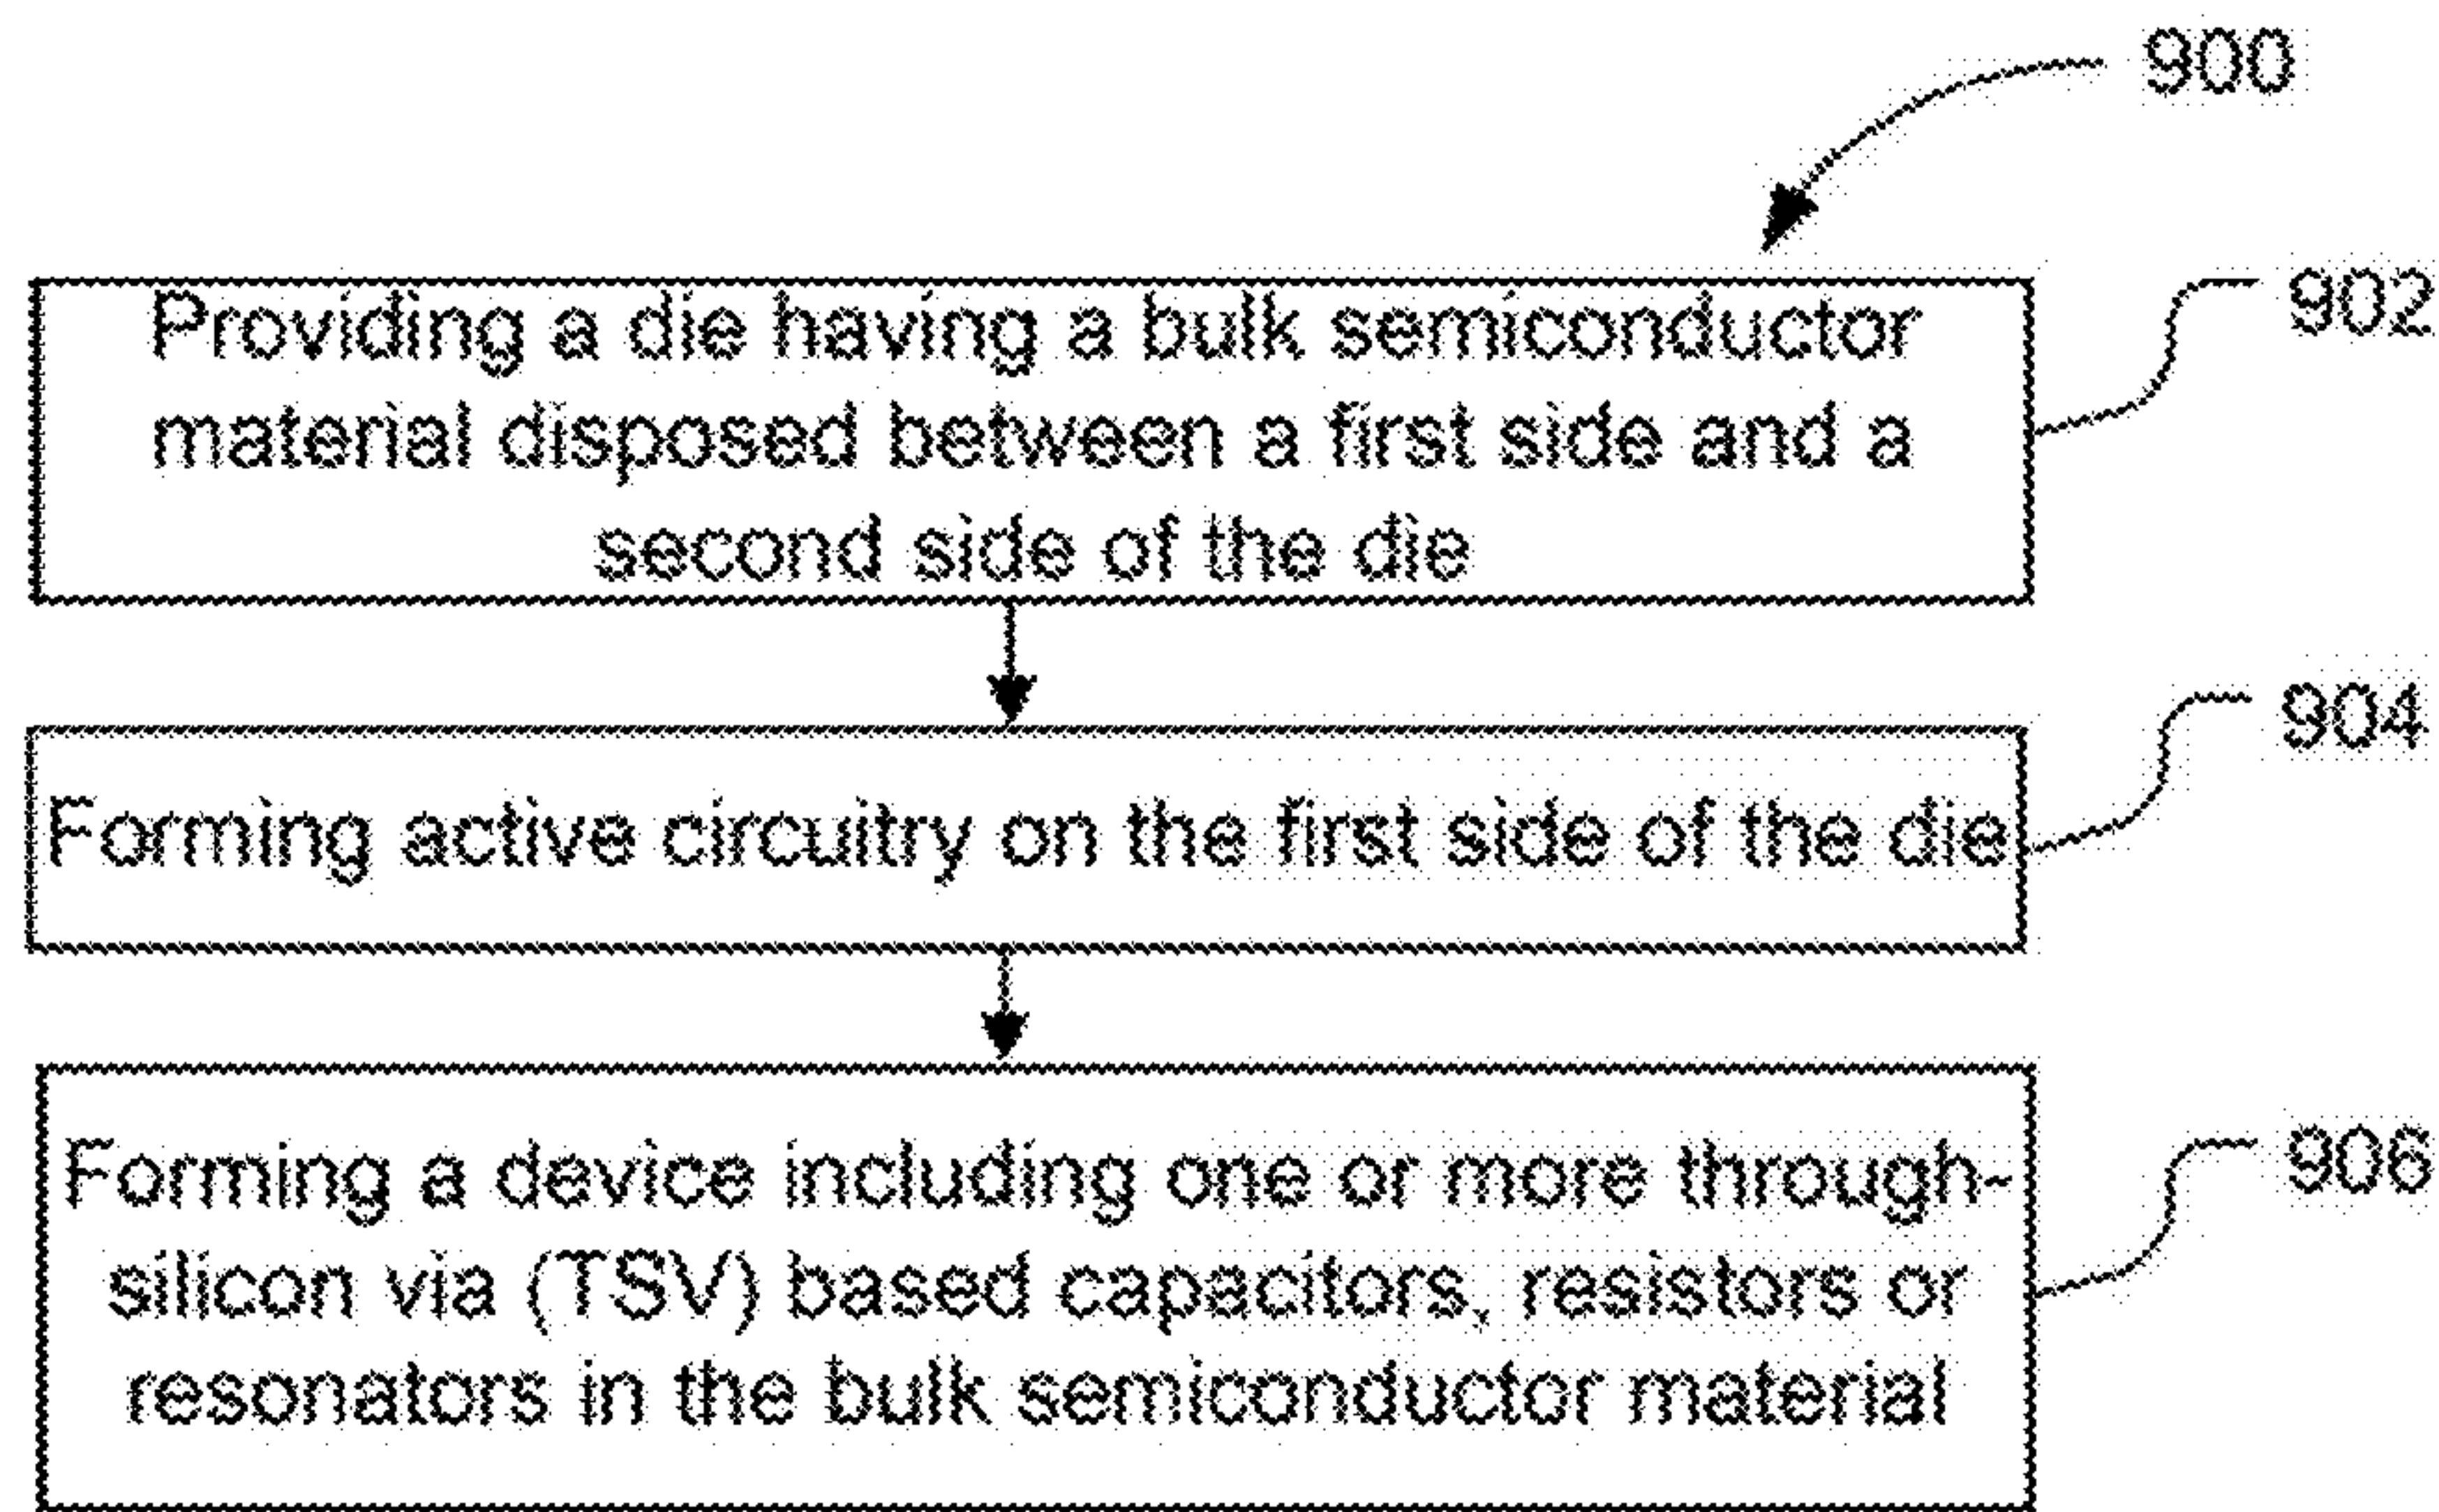 900
902
Providing a die having a bulk semiconductor
material disposed between a first side and a
second side of the die
904
Forming active circuitry on the first side of the die
906
Forming a device including one or more through-
silicon via (TSV) based capacitors, resistors or
resonators in the bulk semiconductor material